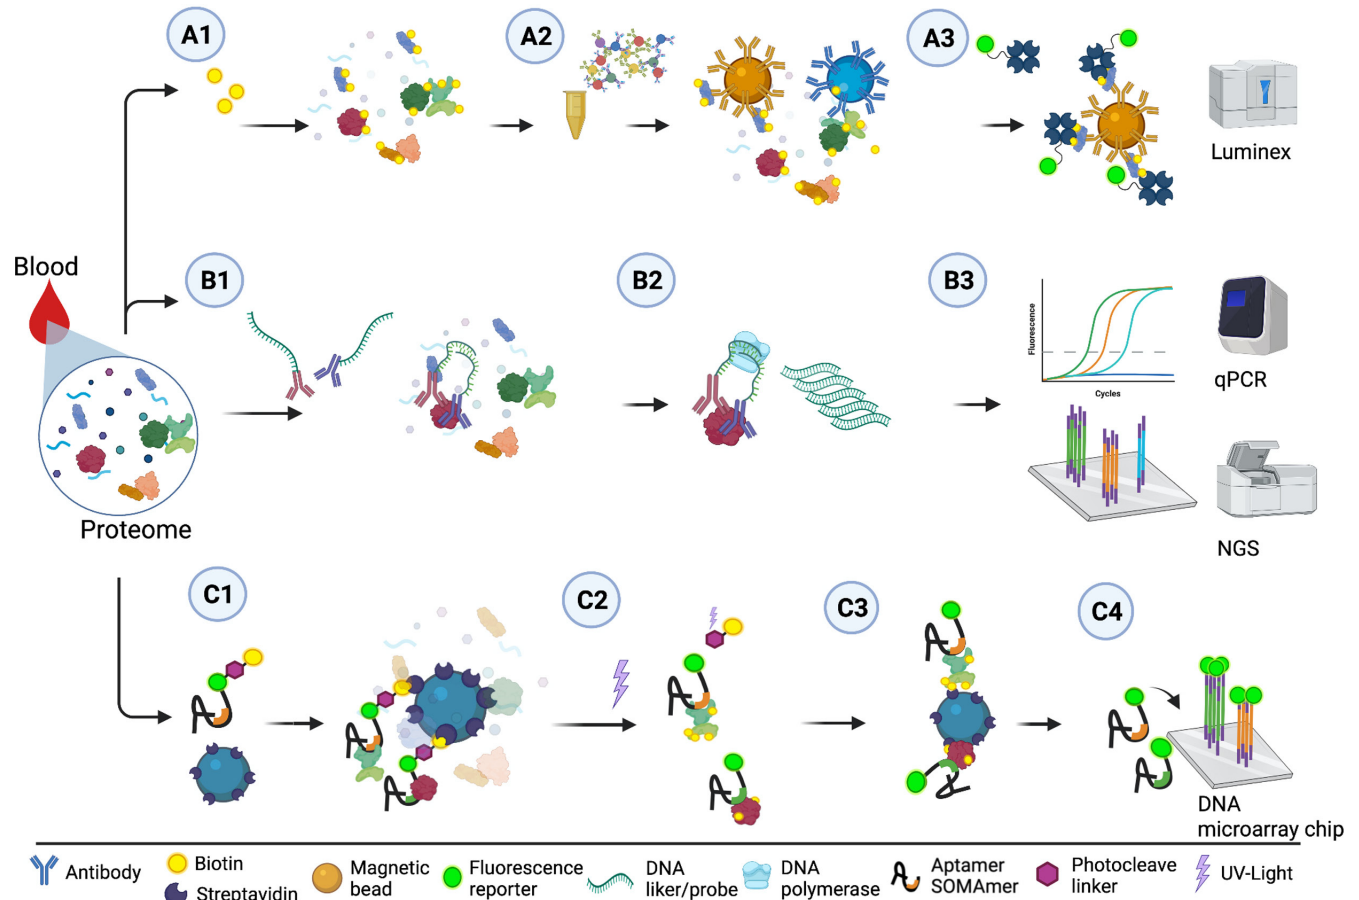 A1
A2
A3
Luminex
Blood
B1
B2
B3
Fluorescence
Cycles
qPCR
NGS
Proteome
C1
C2
C3
C4
DNA
microarray chip
Antibody
Biotin
Streptavidin
Magnetic
bead
Fluorescence
reporter
DNA
liker/probe
DNA
polymerase
Aptamer
SOMAmer
Photocleave
linker
UV-Light